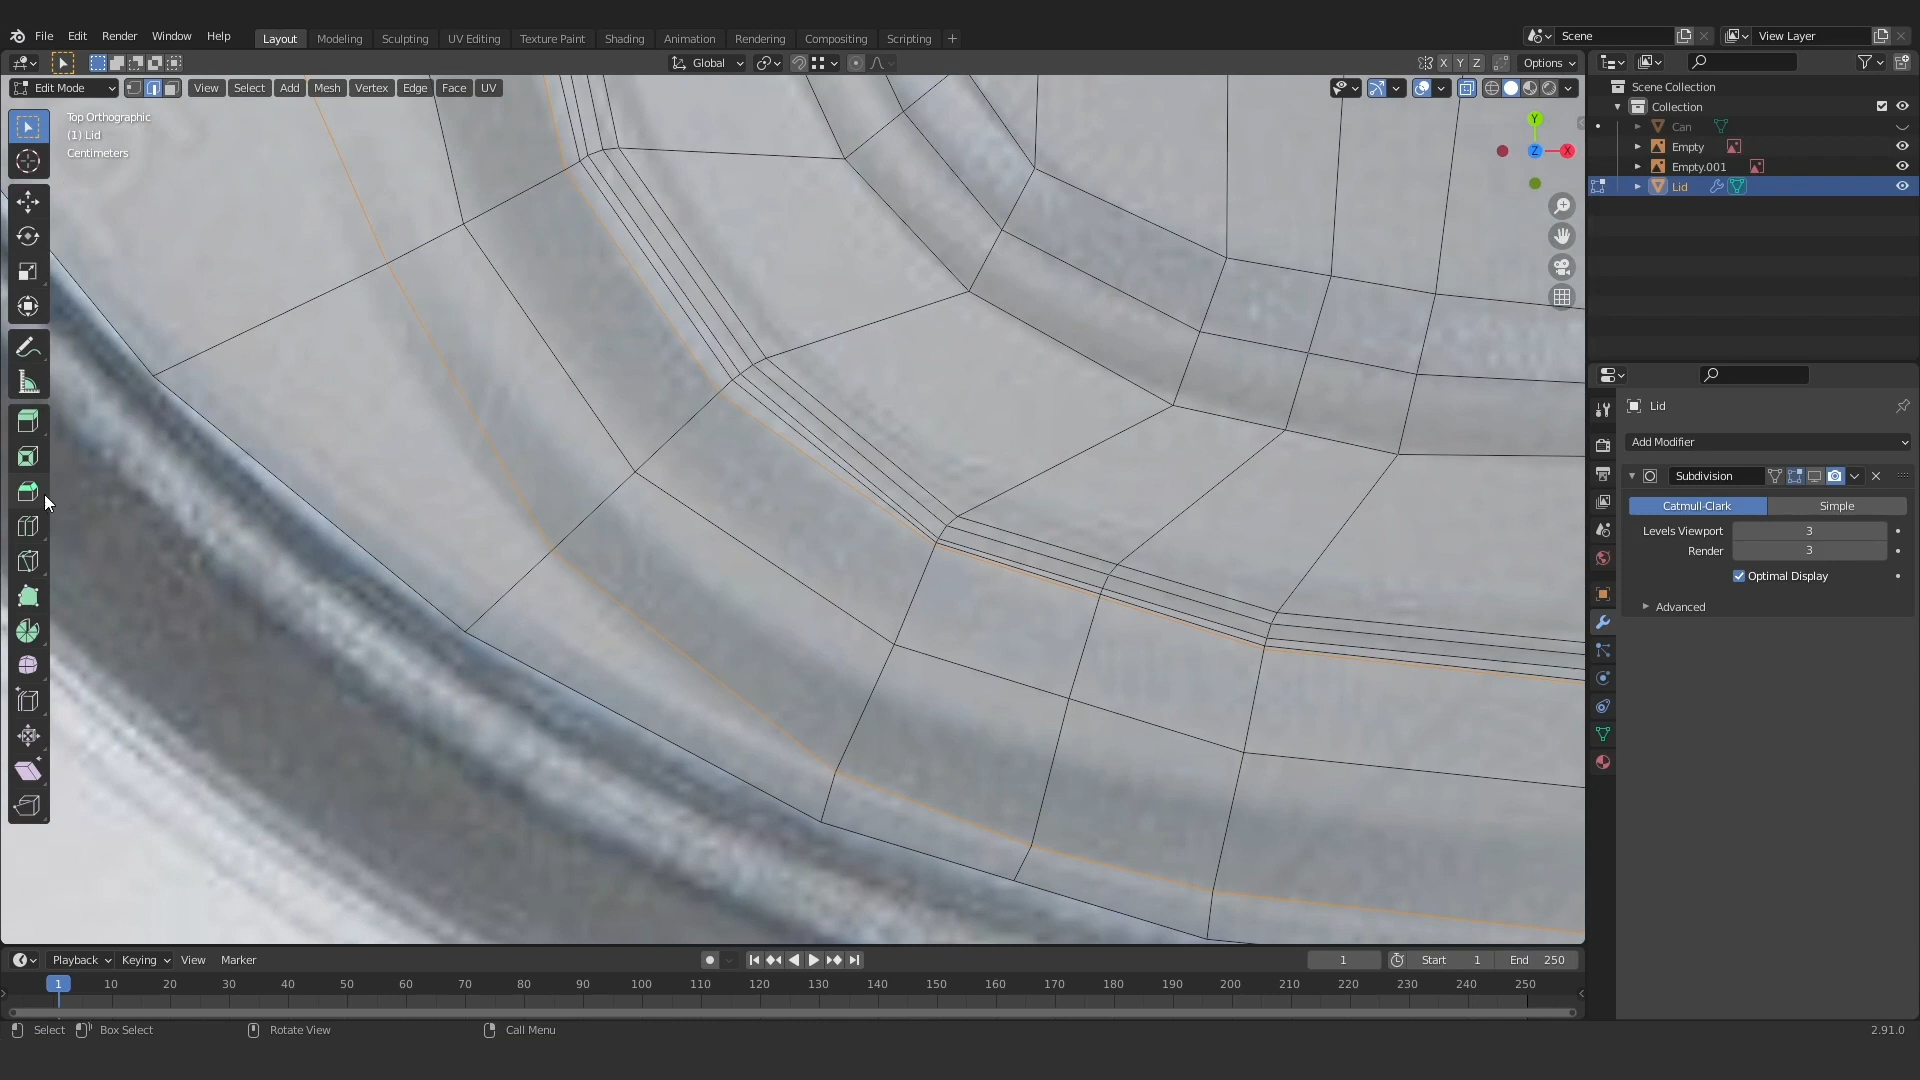 File Edit Render Window Help Layout Modeling Sculpting UV Editing Texture Paint Shading Animation Rendering Compositing Scripting + Scene View Layer
Global X Y Z Options
Edit Mode View Select Add Mesh Vertex Edge Face UV
Top Orthographic
(1) Lid
Centimeters
Y
Z
X
Scene Collection
Collection
Can
Empty
Empty.001
Lid
Lid
Add Modifier
Subdivision
Catmull-Clark Simple
Levels Viewport 3
Render 3
Optimal Display
Advanced
Playback Keying View Marker 1 Start 1 End 250
1 10 20 30 40 50 60 70 80 90 100 110 120 130 140 150 160 170 180 190 200 210 220 230 240 250
Select Box Select Rotate View Call Menu 2.91.0